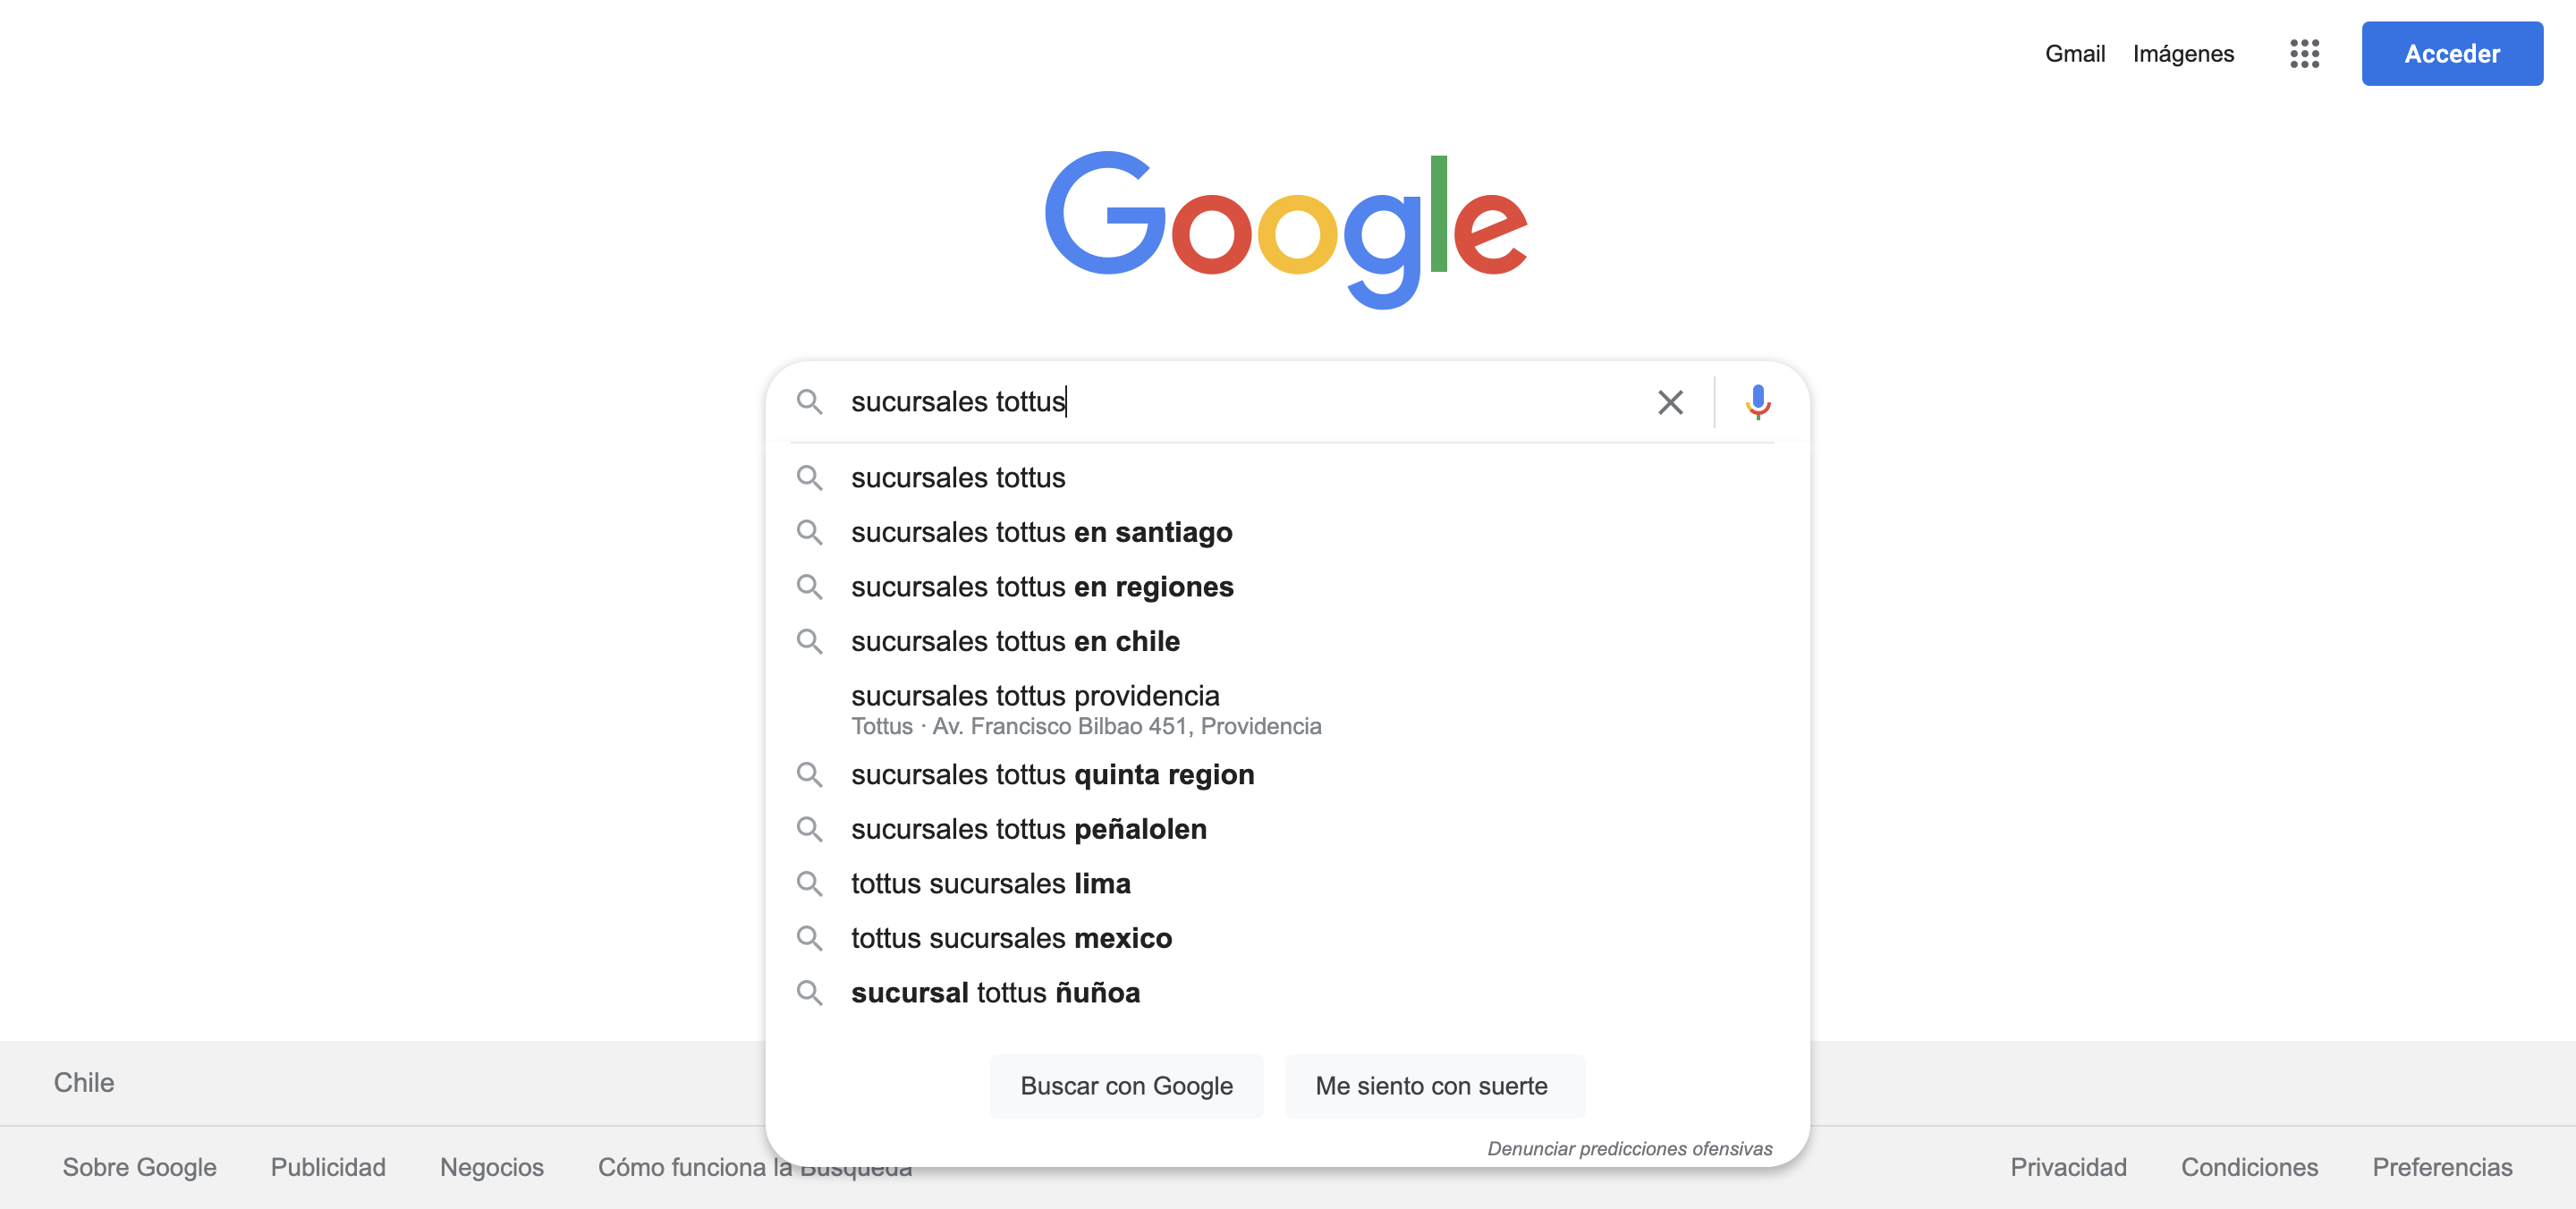 Gmail Imágenes Acceder
Google
sucursales tottus
sucursales tottus
sucursales tottus en santiago
sucursales tottus en regiones
sucursales tottus en chile
sucursales tottus providencia
Tottus · Av. Francisco Bilbao 451, Providencia
sucursales tottus quinta region
sucursales tottus peñalolen
tottus sucursales lima
tottus sucursales mexico
sucursal tottus ñuñoa
Buscar con Google Me siento con suerte
Denunciar predicciones ofensivas
Chile
Sobre Google Publicidad Negocios Cómo funciona la Búsqueda Privacidad Condiciones Preferencias